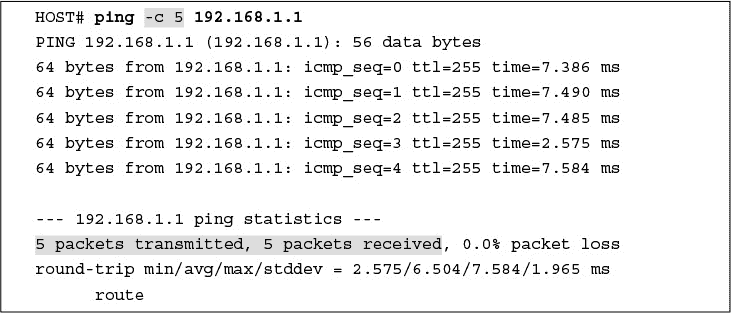 HOST# ping -c 5 192.168.1.1
PING 192.168.1.1 (192.168.1.1): 56 data bytes
64 bytes from 192.168.1.1: icmp_seq=0 ttl=255 time=7.386 ms
64 bytes from 192.168.1.1: icmp_seq=1 ttl=255 time=7.490 ms
64 bytes from 192.168.1.1: icmp_seq=2 ttl=255 time=7.485 ms
64 bytes from 192.168.1.1: icmp_seq=3 ttl=255 time=2.575 ms
64 bytes from 192.168.1.1: icmp_seq=4 ttl=255 time=7.584 ms
--- 192.168.1.1 ping statistics ---
5 packets transmitted, 5 packets received, 0.0% packet loss
round-trip min/avg/max/stddev = 2.575/6.504/7.584/1.965 ms
route